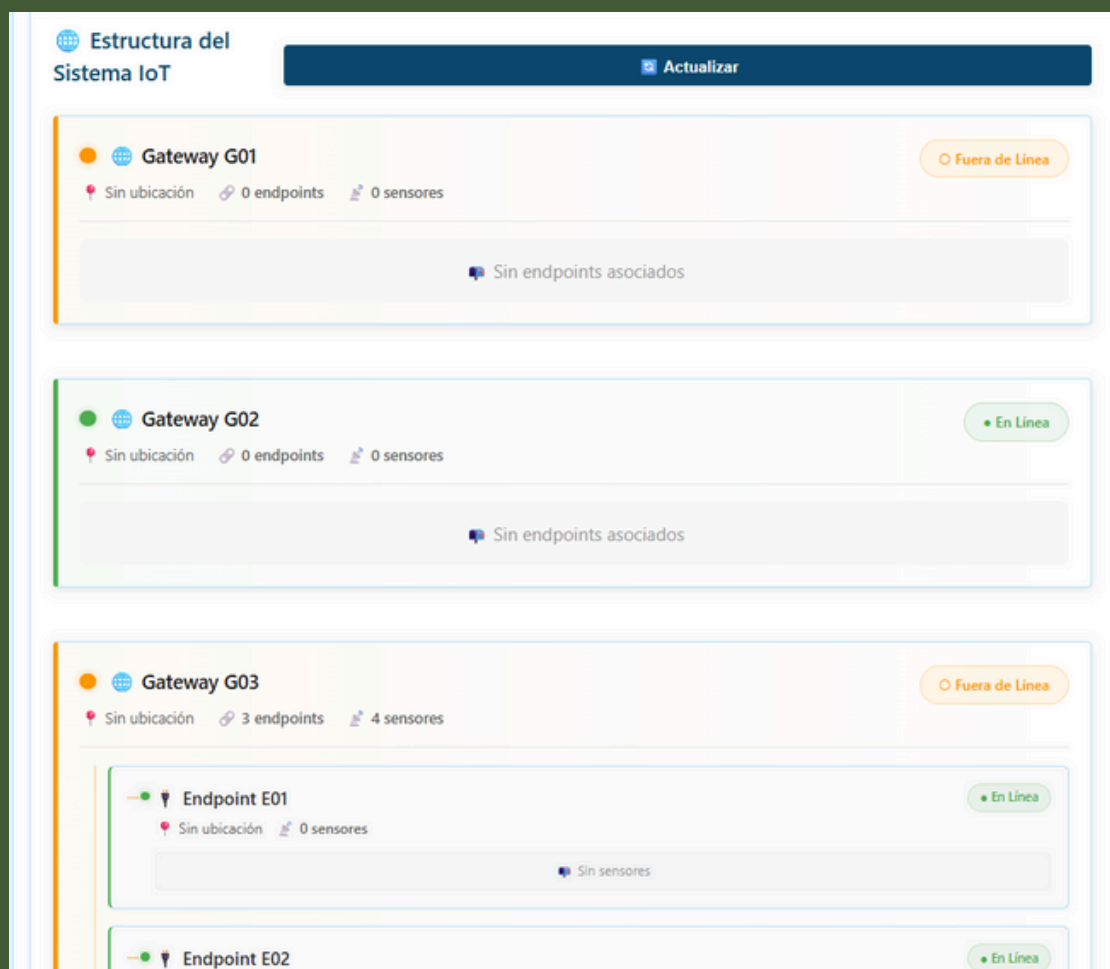 Estructura del
Sistema IoT
Actualizar
Gateway G01
Fuera de Línea
Sin ubicación 0 endpoints 0 sensores
Sin endpoints asociados
Gateway G02
En Línea
Sin ubicación 0 endpoints 0 sensores
Sin endpoints asociados
Gateway G03
Fuera de Línea
Sin ubicación 3 endpoints 4 sensores
Endpoint E01
En Línea
Sin ubicación 0 sensores
Sin sensores
Endpoint E02
En Línea